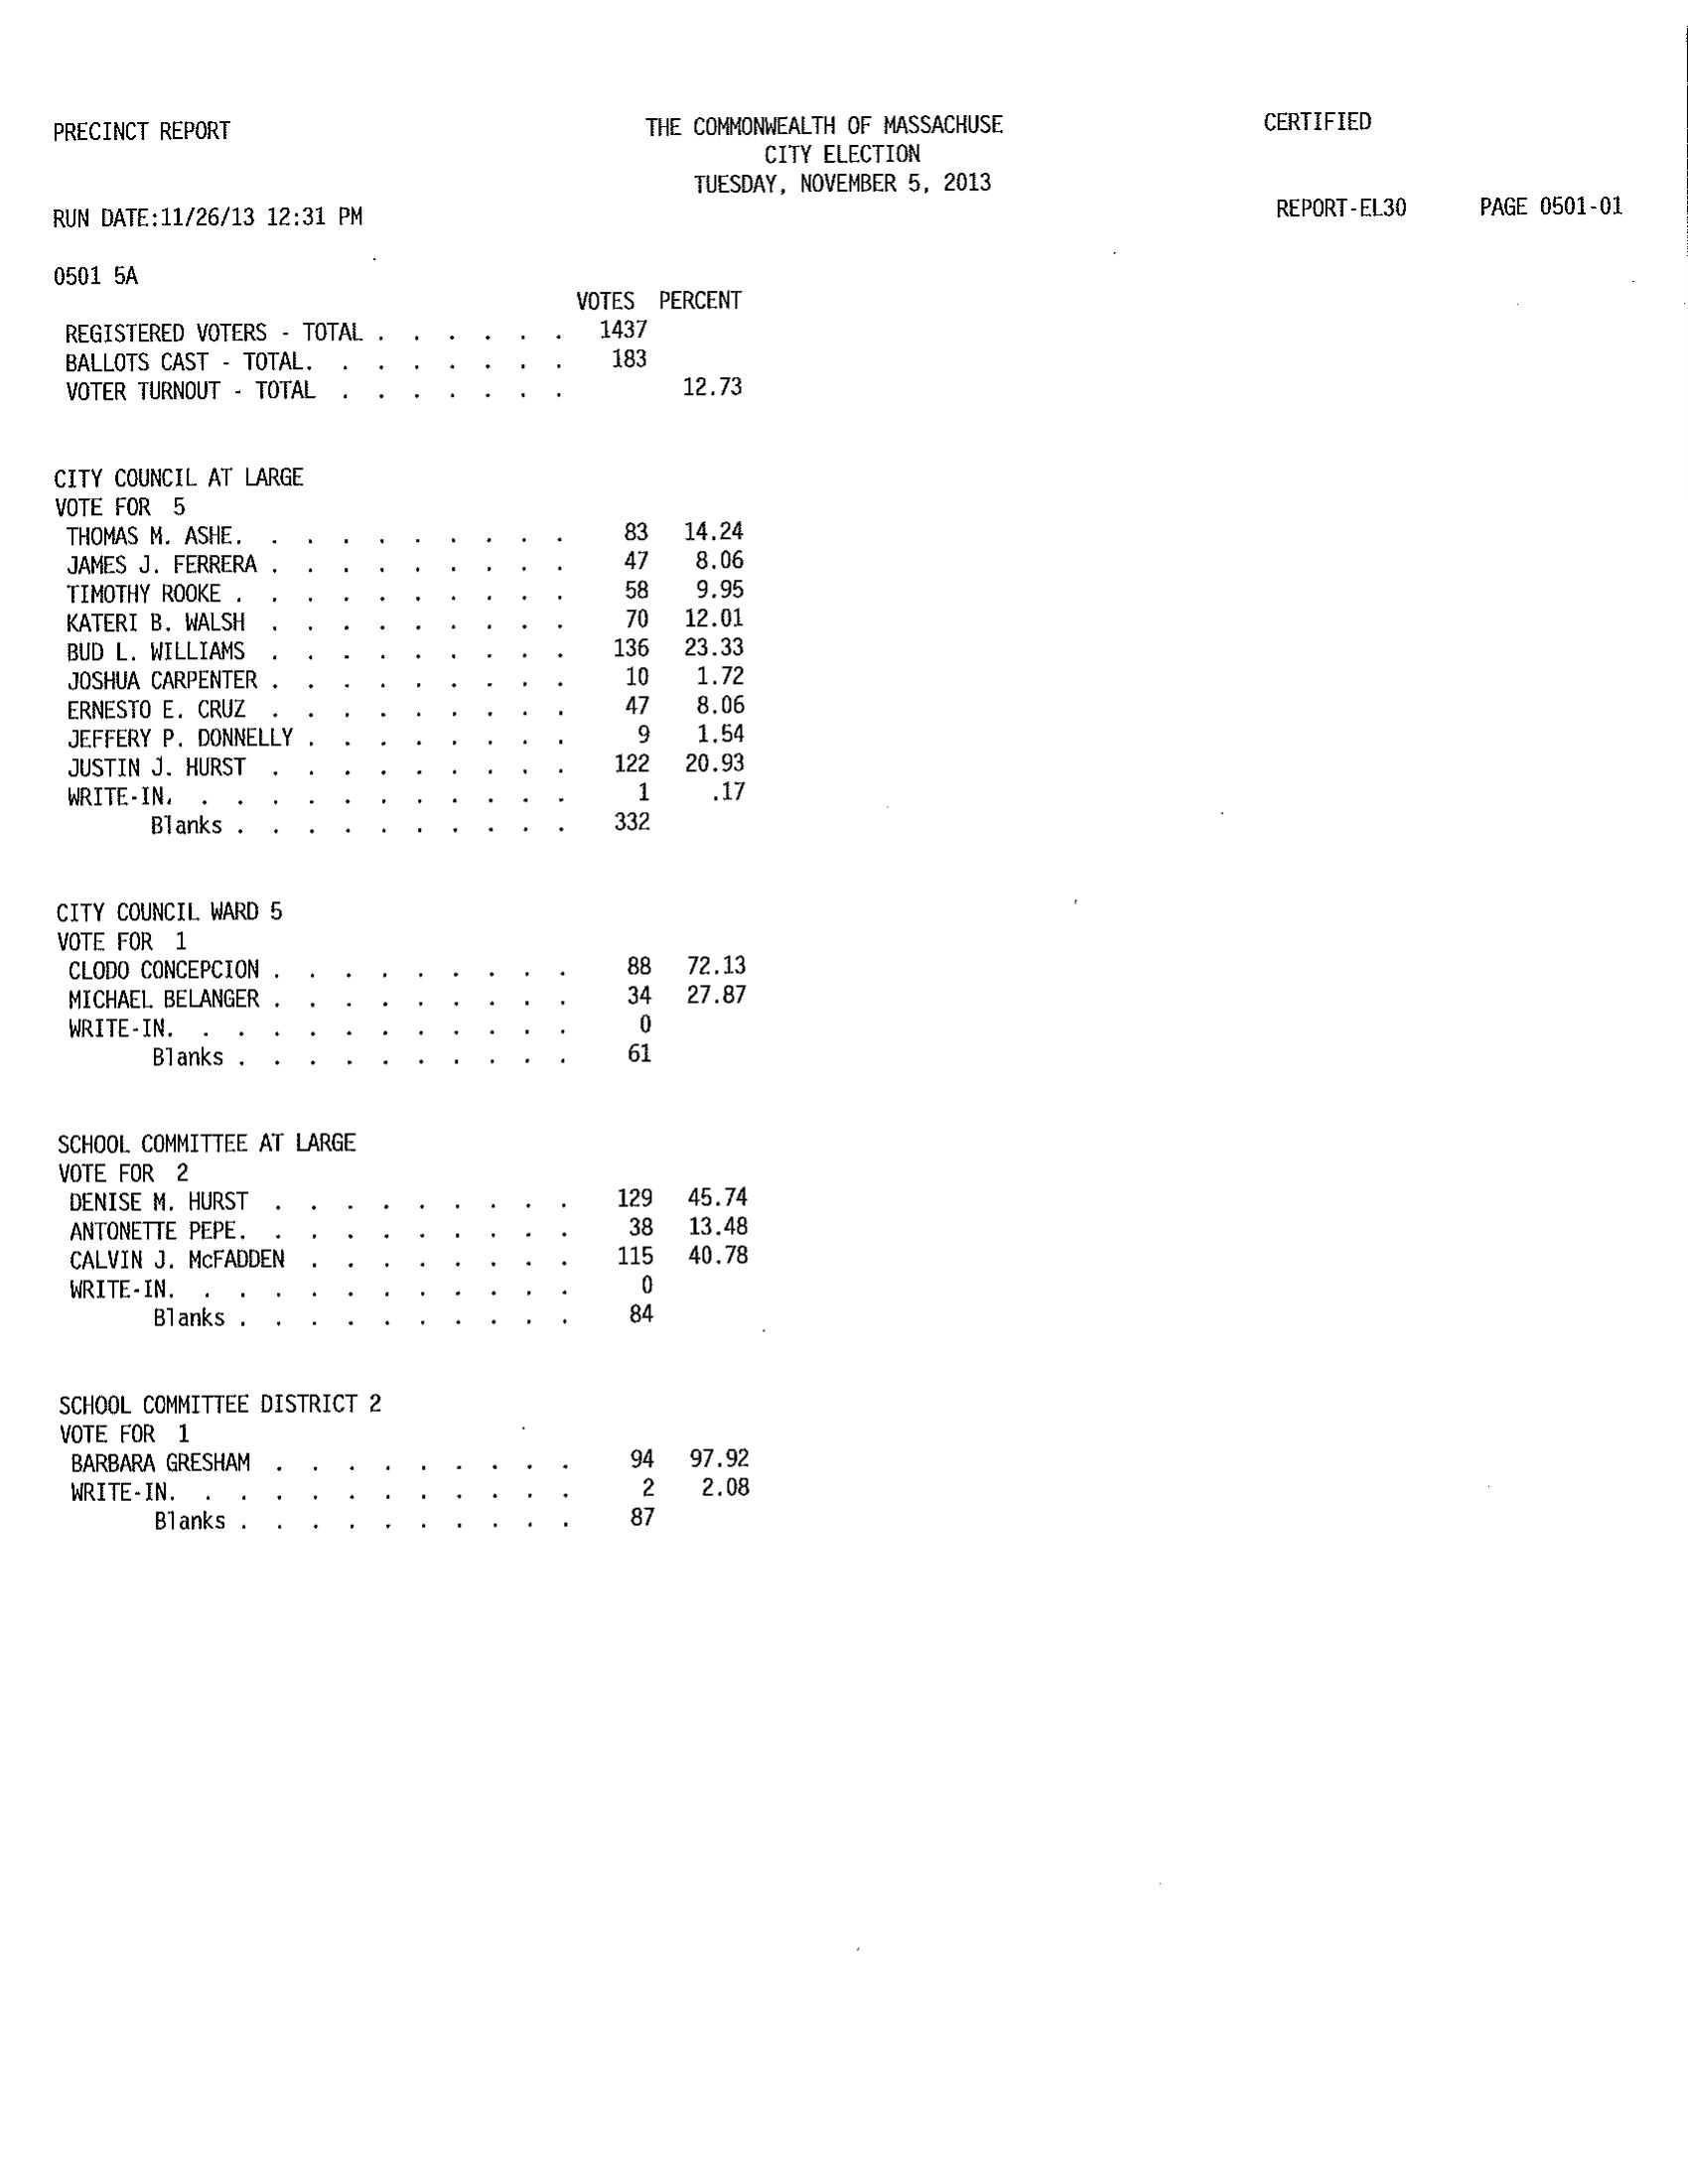 PRECINCT REPORT THE COMMONWEALTH OF MASSACHUSE CERTIFIED
CITY ELECTION
TUESDAY, NOVEMBER 5, 2013
RUN DATE:11/26/13 12:31 PM REPORT-EL30 PAGE 0501-01
0501 5A
VOTES PERCENT
REGISTERED VOTERS - TOTAL . . . . . . 1437
BALLOTS CAST - TOTAL. . . . . . . . 183
VOTER TURNOUT - TOTAL . . . . . . . 12.73
CITY COUNCIL AT LARGE
VOTE FOR 5
THOMAS M. ASHE. . . . . . . . . . 83 14.24
JAMES J. FERRERA . . . . . . . . . 47 8.06
TIMOTHY ROOKE . . . . . . . . . . 58 9.95
KATERI B. WALSH . . . . . . . . . 70 12.01
BUD L. WILLIAMS . . . . . . . . . 136 23.33
JOSHUA CARPENTER . . . . . . . . . 10 1.72
ERNESTO E. CRUZ . . . . . . . . . 47 8.06
JEFFERY P. DONNELLY . . . . . . . . 9 1.54
JUSTIN J. HURST . . . . . . . . . 122 20.93
WRITE-IN. . . . . . . . . . . . 1 .17
Blanks . . . . . . . . . . 332
CITY COUNCIL WARD 5
VOTE FOR 1
CLODO CONCEPCION . . . . . . . . . 88 72.13
MICHAEL BELANGER . . . . . . . . . 34 27.87
WRITE-IN. . . . . . . . . . . . 0
Blanks . . . . . . . . . . 61
SCHOOL COMMITTEE AT LARGE
VOTE FOR 2
DENISE M. HURST . . . . . . . . . 129 45.74
ANTONETTE PEPE. . . . . . . . . . 38 13.48
CALVIN J. McFADDEN . . . . . . . . 115 40.78
WRITE-IN. . . . . . . . . . . . 0
Blanks . . . . . . . . . . 84
SCHOOL COMMITTEE DISTRICT 2
VOTE FOR 1
BARBARA GRESHAM . . . . . . . . . 94 97.92
WRITE-IN. . . . . . . . . . . . 2 2.08
Blanks . . . . . . . . . . 87